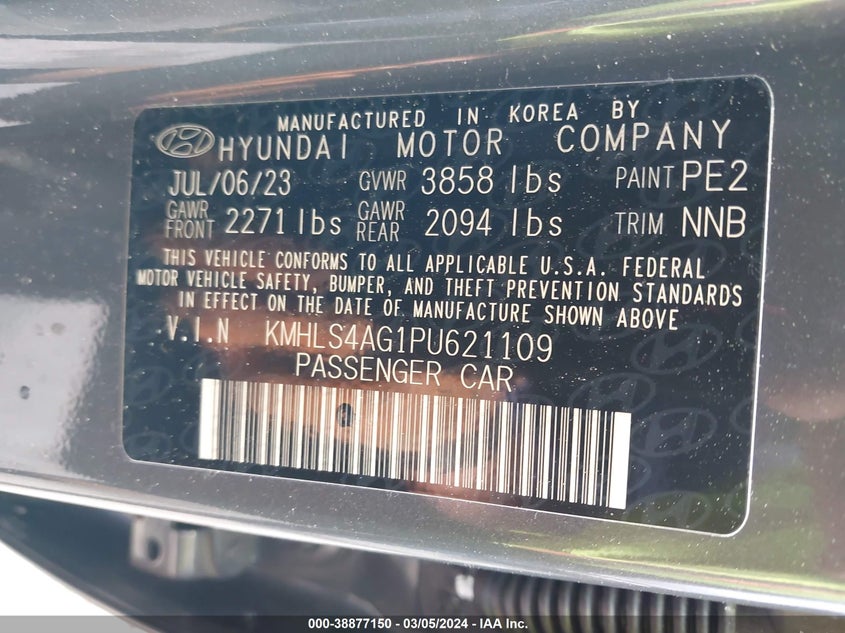 MANUFACTURED IN KOREA BY
HYUNDAI MOTOR COMPANY
JUL/06/23 GVWR 3858 lbs PAINT PE2
GAWR FRONT 2271 lbs GAWR REAR 2094 lbs TRIM NNB
THIS VEHICLE CONFORMS TO ALL APPLICABLE U.S.A. FEDERAL
MOTOR VEHICLE SAFETY, BUMPER, AND THEFT PREVENTION STANDARDS
IN EFFECT ON THE DATE OF MANUFACTURE SHOWN ABOVE
V.I.N KMHLS4AG1PU621109
PASSENGER CAR
000-38877150 - 03/05/2024 - IAA Inc.